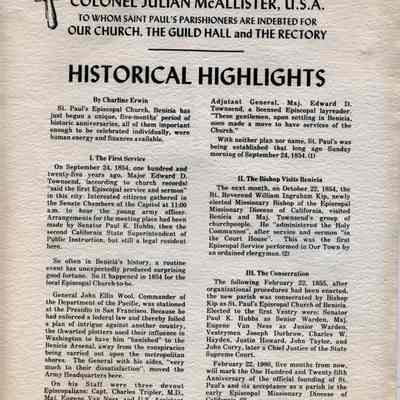 COLONEL JULIAN McALLISTER, U.S.A.
TO WHOM SAINT PAUL'S PARISHIONERS ARE INDEBTED FOR
OUR CHURCH, THE GUILD HALL and THE RECTORY
HISTORICAL HIGHLIGHTS
By Charline Erwin
St. Paul's Episcopal Church, Benicia has
just begun a unique, five-months' period of
historic anniversaries, all of them important
enough to be celebrated individually, were
human energy and finances available.
I. The First Service
On September 24, 1854, one hundred and
twenty-five years ago, Major Edward D.
Townsend, (according to church records)
"said the first Episcopal service and sermon"
in this city. Interested citizens gathered in
the Senate Chambers of the Capitol at 11:00
a.m. to hear the young army officer.
Arrangements for the meeting place had been
made by Senator Paul K. Hubbs, then the
second California State Superintendent of
Public Instruction, but still a legal resident
here.
So often in Benicia's history, a routine
event has unexpectedly produced surprising
good fortune. So it happened in 1854 for the
local Episcopal Church to be.
General John Ellis Wool, Commander of
the Department of the Pacific, was stationed
at the Presidio in San Francisco. Because he
had enforced a federal law and thereby foiled
a plan of intrigue against another country,
the thwarted plotters used their influence in
Washington to have him "banished" to the
Benicia Arsenal, away from the conspiracies
being carried out upon the metropolitan
shores. The General with his aides, "very
much to their dissatisfaction", moved the
Army Headquarters here.
On his Staff were three devout
Episcopalians: Capt. Charles Tripler, M.D.,
Maj. Eugene Van Ness and
Adjutant General, Maj. Edward D.
Townsend, a licensed Episcopal layreader.
"These gentlemen, upon settling in Benicia,
soon made a move to have services of the
Church."
With neither plan nor name, St. Paul's was
being established that long ago Sunday
morning of September 24, 1854. (1)
II. The Bishop Visits Benicia
The next month, on October 22, 1854, the
Rt. Reverend William Ingraham Kip, newly
elected Missionary Bishop of the Episcopal
Missionary Diocese of California, visited
Benicia and Maj. Townsend's group of
churchpeople. He "administered the Holy
Communion", after service and sermon "in
the Court House". This was the first
Episcopal Service performed in Our Town by
an ordained clergyman. (2)
III. The Consecration
The following February 22, 1855, after
organizational procedures had been enacted,
the new parish was consecrated by Bishop
Kip as St. Paul's Episcopal Church of Benicia.
Elected to the first Vestry were: Senator
Paul K. Hubbs as Senior Warden, Maj.
Eugene Van Ness as Junior Warden,
Vestrymen Joseph Durbrow, Charles W.
Hayden, Justin Howard, John Taylor, and
John Curry, later a Chief Justice of the State
Supreme Court.
February 22, 1980, five months from now,
will mark the One Hundred and Twenty fifth
Anniversary of the official founding of St.
Paul's and its acceptance as a parish in the
early Episcopal Missionary Diocese of